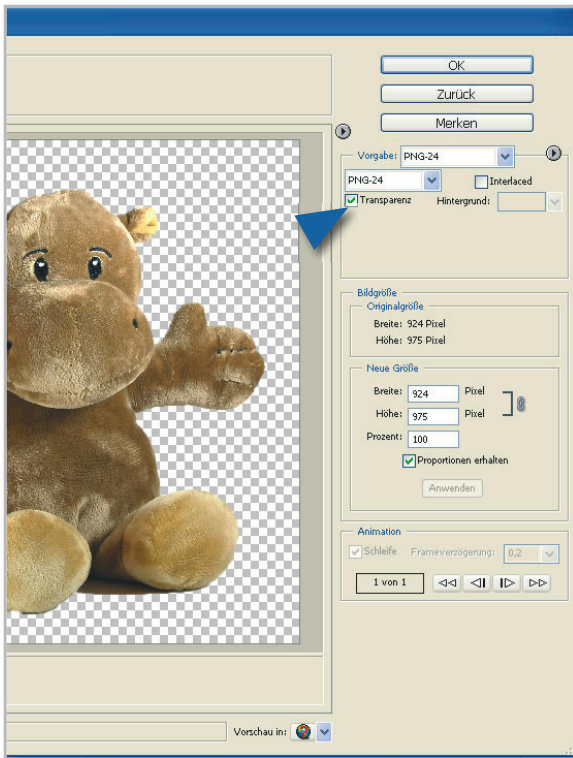 OK
Zurück
Merken
Vorgabe: PNG-24
PNG-24 Interlaced
Transparenz Hintergrund:
Bildgröße
Originalgröße
Breite: 924 Pixel
Höhe: 975 Pixel
Neue Größe
Breite: 924 Pixel
Höhe: 975 Pixel
Prozent: 100
Proportionen erhalten
Anwenden
Animation
Schleife Frameverzögerung: 0,2
1 von 1
Vorschau in: